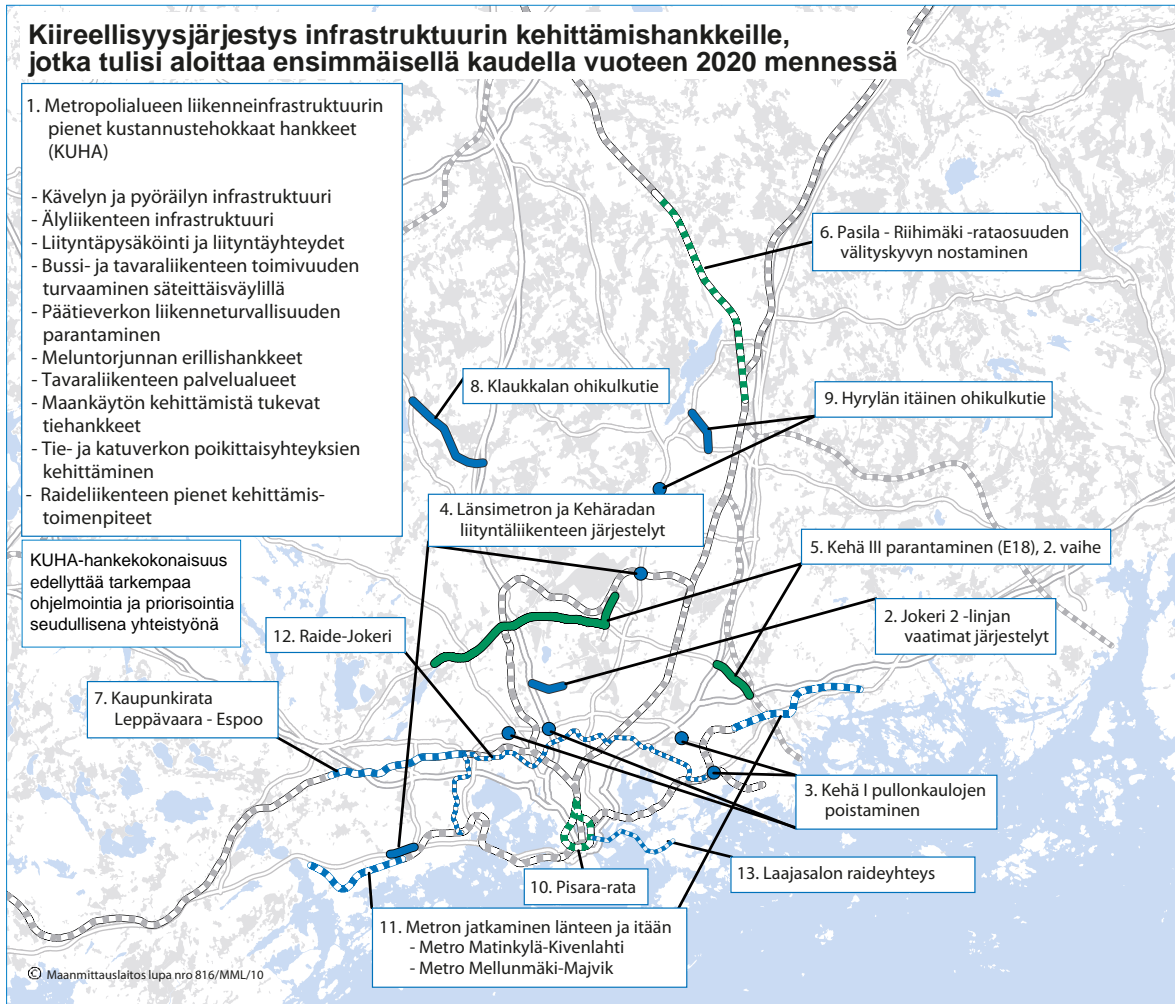 Kiireellisyysjärjestys infrastruktuurin kehittämishankkeille,
jotka tulisi aloittaa ensimmäisellä kaudella vuoteen 2020 mennessä
1. Metropolialueen liikenneinfrastruktuurin
pienet kustannustehokkaat hankkeet
(KUHA)
- Kävelyn ja pyöräilyn infrastruktuuri
- Älyliikenteen infrastruktuuri
- Liityntäpysäköinti ja liityntäyhteydet
- Bussi- ja tavaraliikenteen toimivuuden
turvaaminen säteittäisväylillä
- Päätieverkon liikenneturvallisuuden
parantaminen
- Meluntorjunnan erillishankkeet
- Tavaraliikenteen palvelualueet
- Maankäytön kehittämistä tukevat
tiehankkeet
- Tie- ja katuverkon poikittaisyhteyksien
kehittäminen
- Raideliikenteen pienet kehittämis-
toimenpiteet
KUHA-hankekokonaisuus
edellyttää tarkempaa
ohjelmointia ja priorisointia
seudullisena yhteistyönä
6. Pasila - Riihimäki -rataosuuden
välityskyvyn nostaminen
8. Klaukkalan ohikulkutie
9. Hyrylän itäinen ohikulkutie
4. Länsimetron ja Kehäradan
liityntäliikenteen järjestelyt
5. Kehä III parantaminen (E18), 2. vaihe
12. Raide-Jokeri
2. Jokeri 2 -linjan
vaatimat järjestelyt
7. Kaupunkirata
Leppävaara - Espoo
3. Kehä I pullonkaulojen
poistaminen
13. Laajasalon raideyhteys
10. Pisara-rata
11. Metron jatkaminen länteen ja itään
- Metro Matinkylä-Kivenlahti
- Metro Mellunmäki-Majvik
© Maanmittauslaitos lupa nro 816/MML/10